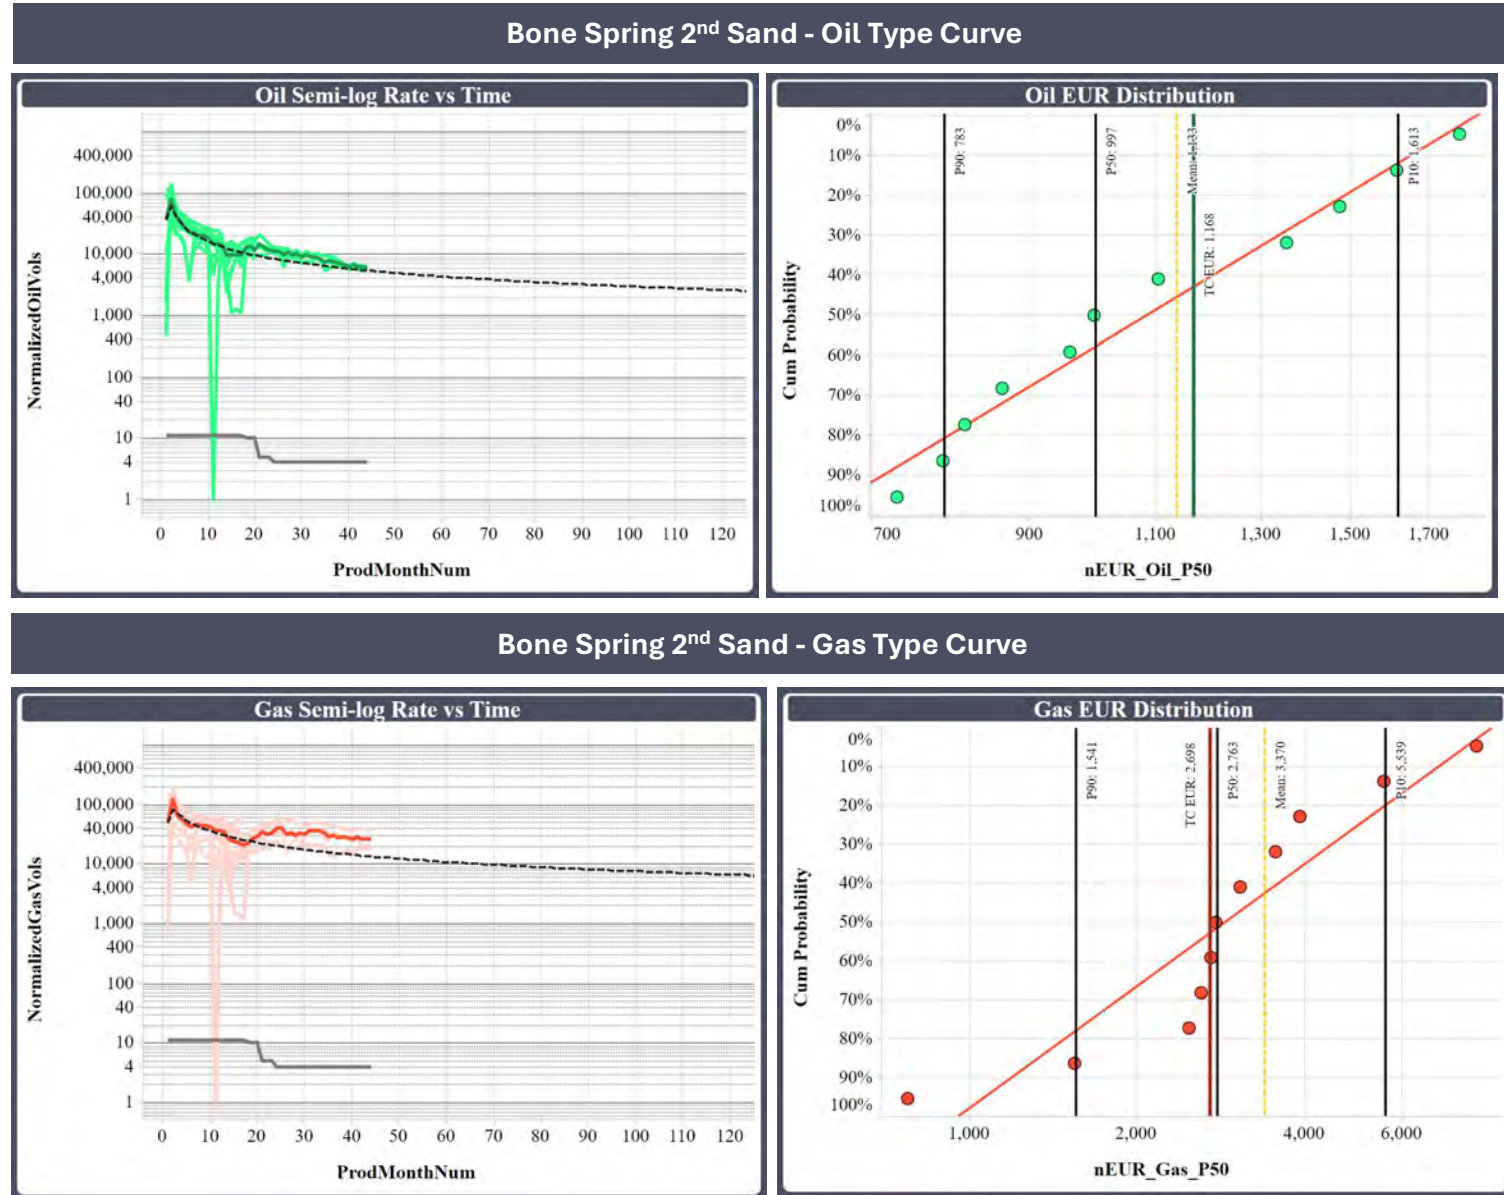 Bone Spring 2nd Sand - Oil Type Curve
Oil Semi-log Rate vs Time
NormalizedOilVols
400,000
100,000
40,000
10,000
4,000
1,000
400
100
40
10
4
1
0 10 20 30 40 50 60 70 80 90 100 110 120
ProdMonthNum
Oil EUR Distribution
Cum Probability
0%
10%
20%
30%
40%
50%
60%
70%
80%
90%
100%
P90: 783
P50: 997
Mean: 1,133
TC EUR: 1,168
P10: 1,613
700 900 1,100 1,300 1,500 1,700
nEUR_Oil_P50
Bone Spring 2nd Sand - Gas Type Curve
Gas Semi-log Rate vs Time
NormalizedGasVols
400,000
100,000
40,000
10,000
4,000
1,000
400
100
40
10
4
1
0 10 20 30 40 50 60 70 80 90 100 110 120
ProdMonthNum
Gas EUR Distribution
Cum Probability
0%
10%
20%
30%
40%
50%
60%
70%
80%
90%
100%
P90: 1,541
TC EUR: 2,698
P50: 2,763
Mean: 3,370
P10: 5,539
1,000 2,000 4,000 6,000
nEUR_Gas_P50